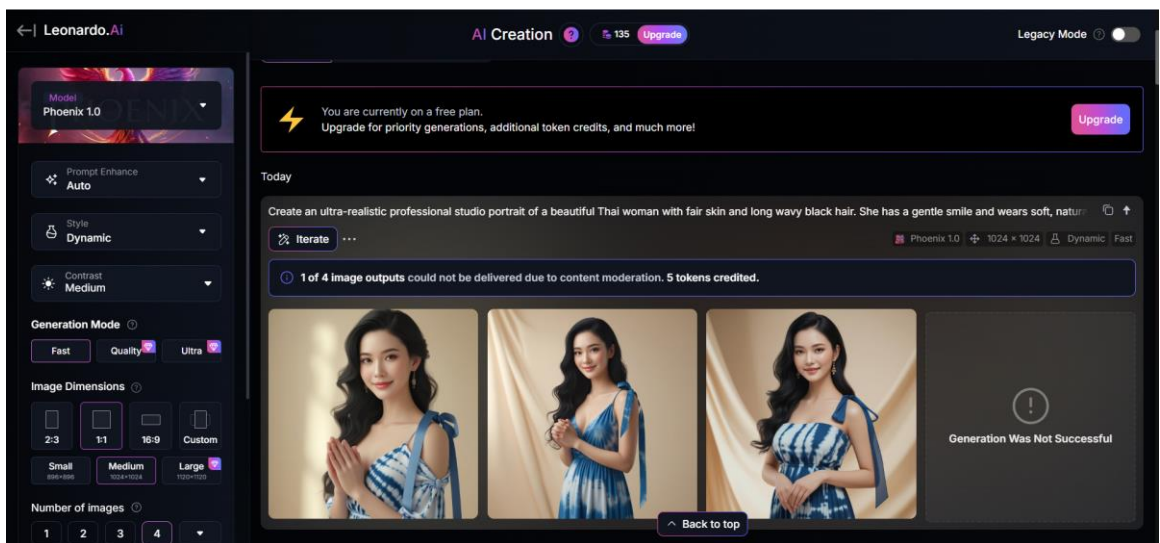 Leonardo.Ai
AI Creation ? 135 Upgrade
Legacy Mode ?
Model
Phoenix 1.0
Prompt Enhance
Auto
Style
Dynamic
Contrast
Medium
Generation Mode ?
Fast Quality Ultra
Image Dimensions ?
2:3 1:1 16:9 Custom
Small Medium Large
896×896 1024×1024 1120×1120
Number of images ?
1 2 3 4
You are currently on a free plan.
Upgrade for priority generations, additional token credits, and much more!
Upgrade
Today
Create an ultra-realistic professional studio portrait of a beautiful Thai woman with fair skin and long wavy black hair. She has a gentle smile and wears soft, natur
Iterate ...
Phoenix 1.0 1024 × 1024 Dynamic Fast
1 of 4 image outputs could not be delivered due to content moderation. 5 tokens credited.
Generation Was Not Successful
Back to top